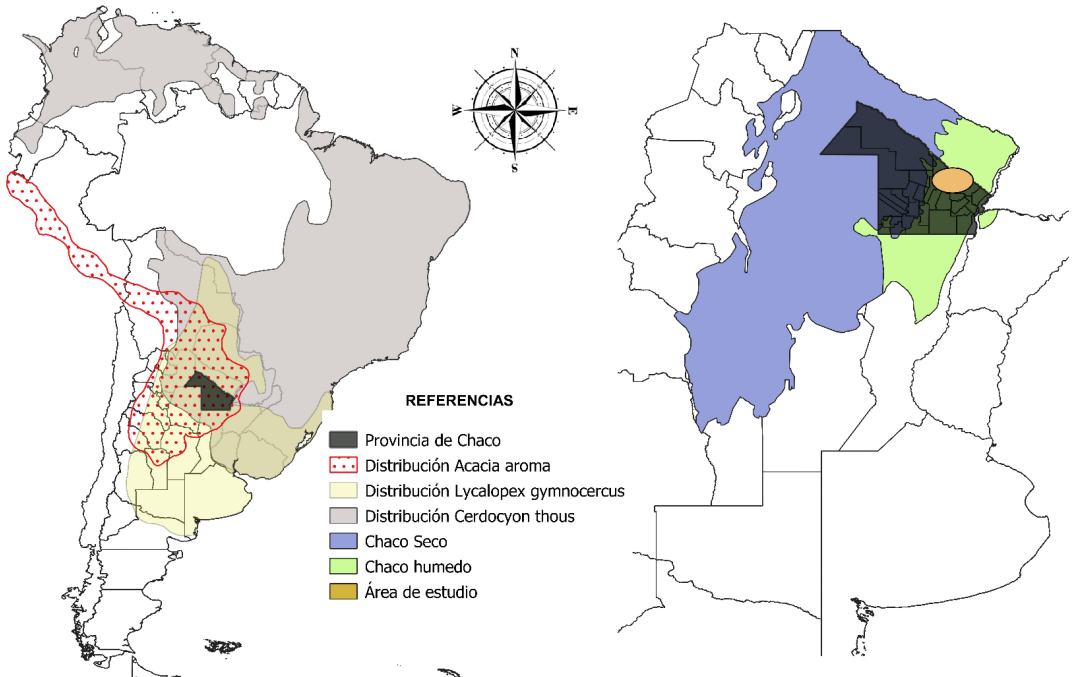 N
W
E
S
REFERENCIAS
Provincia de Chaco
Distribución Acacia aroma
Distribución Lycalopex gymnocercus
Distribución Cerdocyon thous
Chaco Seco
Chaco humedo
Área de estudio